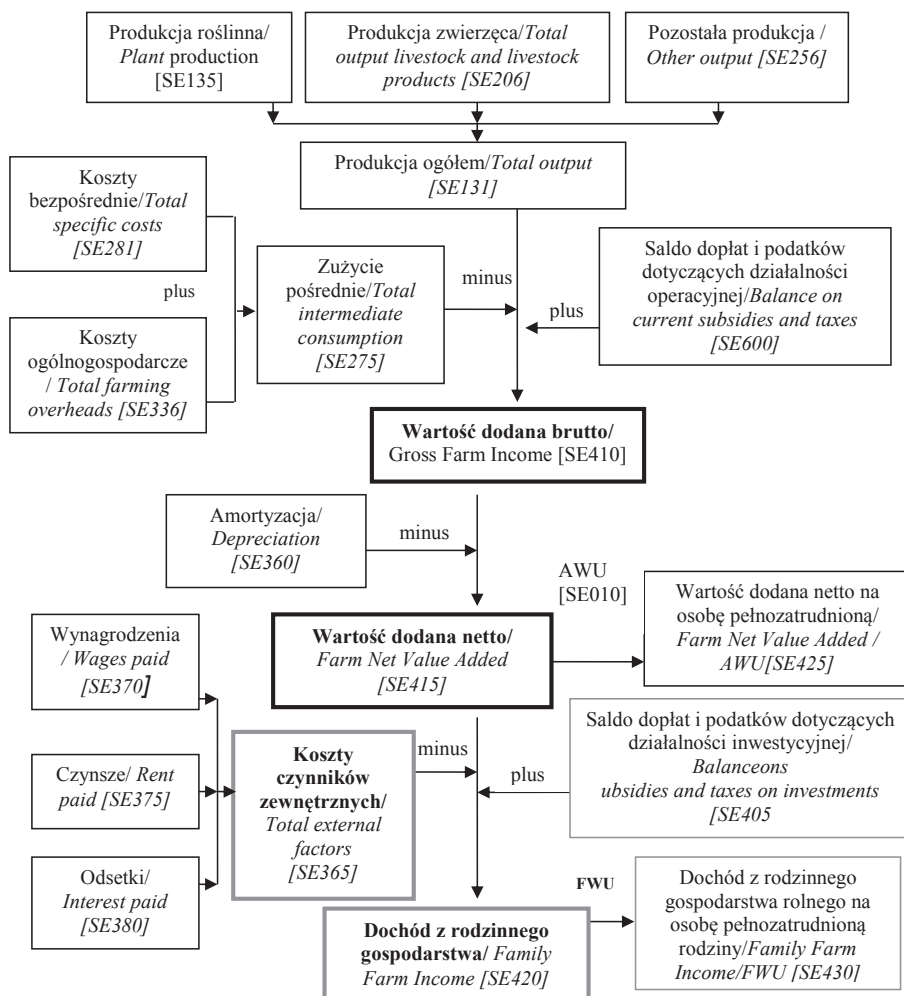 Produkcja roślinna/
Plant production
[SE135]
Produkcja zwierzęca/Total
output livestock and livestock
products [SE206]
Pozostała produkcja /
Other output [SE256]
Produkcja ogółem/Total output
[SE131]
Koszty
bezpośrednie/Total
specific costs
[SE281]
plus
Koszty
ogólnogospodarcze
/ Total farming
overheads [SE336]
Zużycie
pośrednie/Total
intermediate
consumption
[SE275]
minus
plus
Saldo dopłat i podatków
dotyczących działalności
operacyjnej/Balance on
current subsidies and taxes
[SE600]
Wartość dodana brutto/
Gross Farm Income [SE410]
Amortyzacja/
Depreciation
[SE360]
minus
AWU
[SE010]
Wartość dodana netto/
Farm Net Value Added
[SE415]
Wartość dodana netto na
osobę pełnozatrudnioną/
Farm Net Value Added /
AWU[SE425]
Wynagrodzenia
/ Wages paid
[SE370]
Czynsze/ Rent
paid [SE375]
Odsetki/
Interest paid
[SE380]
Koszty
czynników
zewnętrznych/
Total external
factors
[SE365]
minus
plus
Saldo dopłat i podatków dotyczących
działalności inwestycyjnej/
Balanceons
ubsidies and taxes on investments
[SE405
Dochód z rodzinnego
gospodarstwa/ Family
Farm Income [SE420]
FWU
Dochód z rodzinnego
gospodarstwa rolnego na
osobę pełnozatrudnioną
rodziny/Family Farm
Income/FWU [SE430]